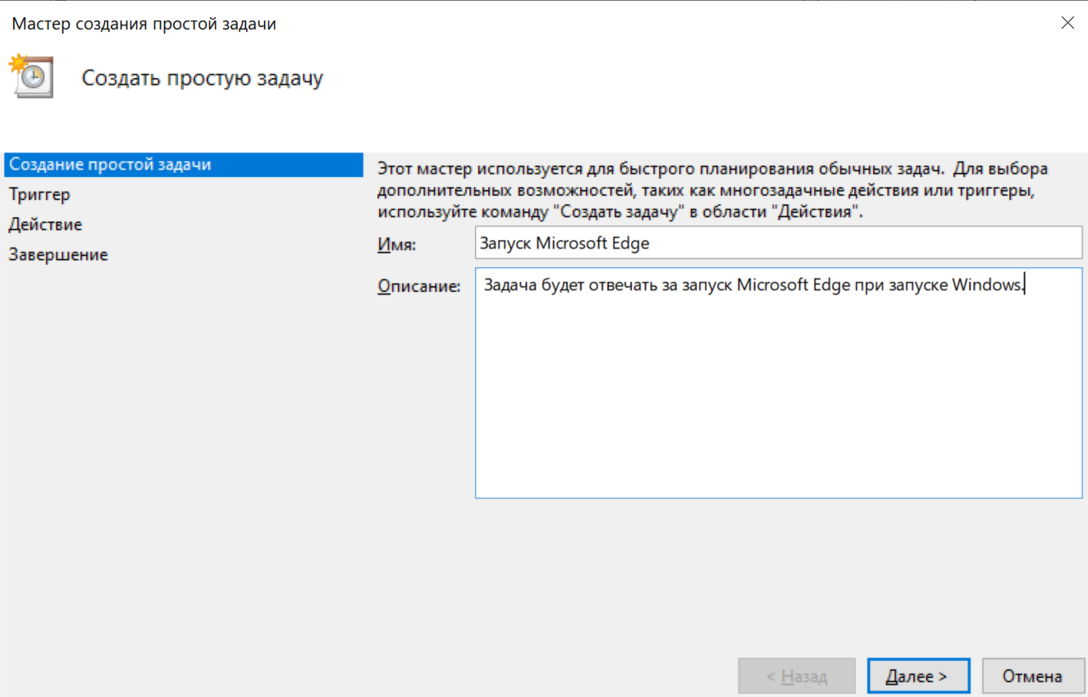 Мастер создания простой задачи
Создать простую задачу
Создание простой задачи
Триггер
Действие
Завершение
Этот мастер используется для быстрого планирования обычных задач.  Для выбора
дополнительных возможностей, таких как многозадачные действия или триггеры,
используйте команду "Создать задачу" в области "Действия".
Имя:
Запуск Microsoft Edge
Описание:
Задача будет отвечать за запуск Microsoft Edge при запуске Windows.
< Назад
Далее >
Отмена